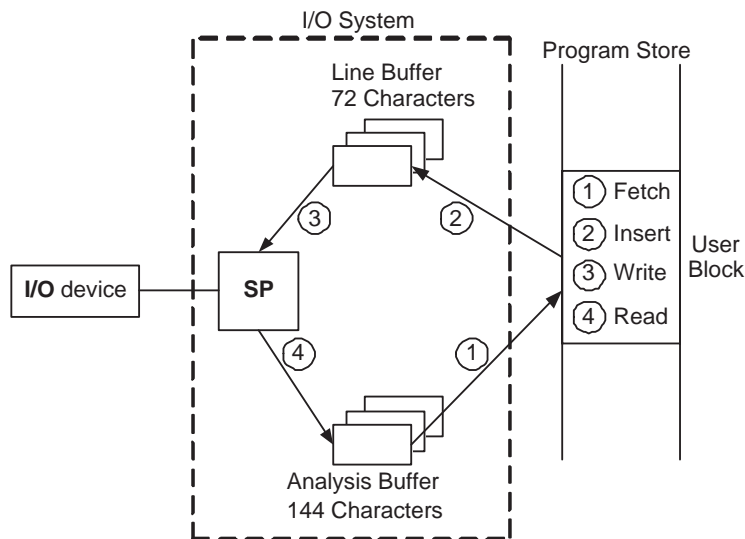 I/O System
Program Store
Line Buffer
72 Characters
1 Fetch
2 Insert
3 Write
4 Read
User
Block
3
2
I/O device
SP
4
1
Analysis Buffer
144 Characters